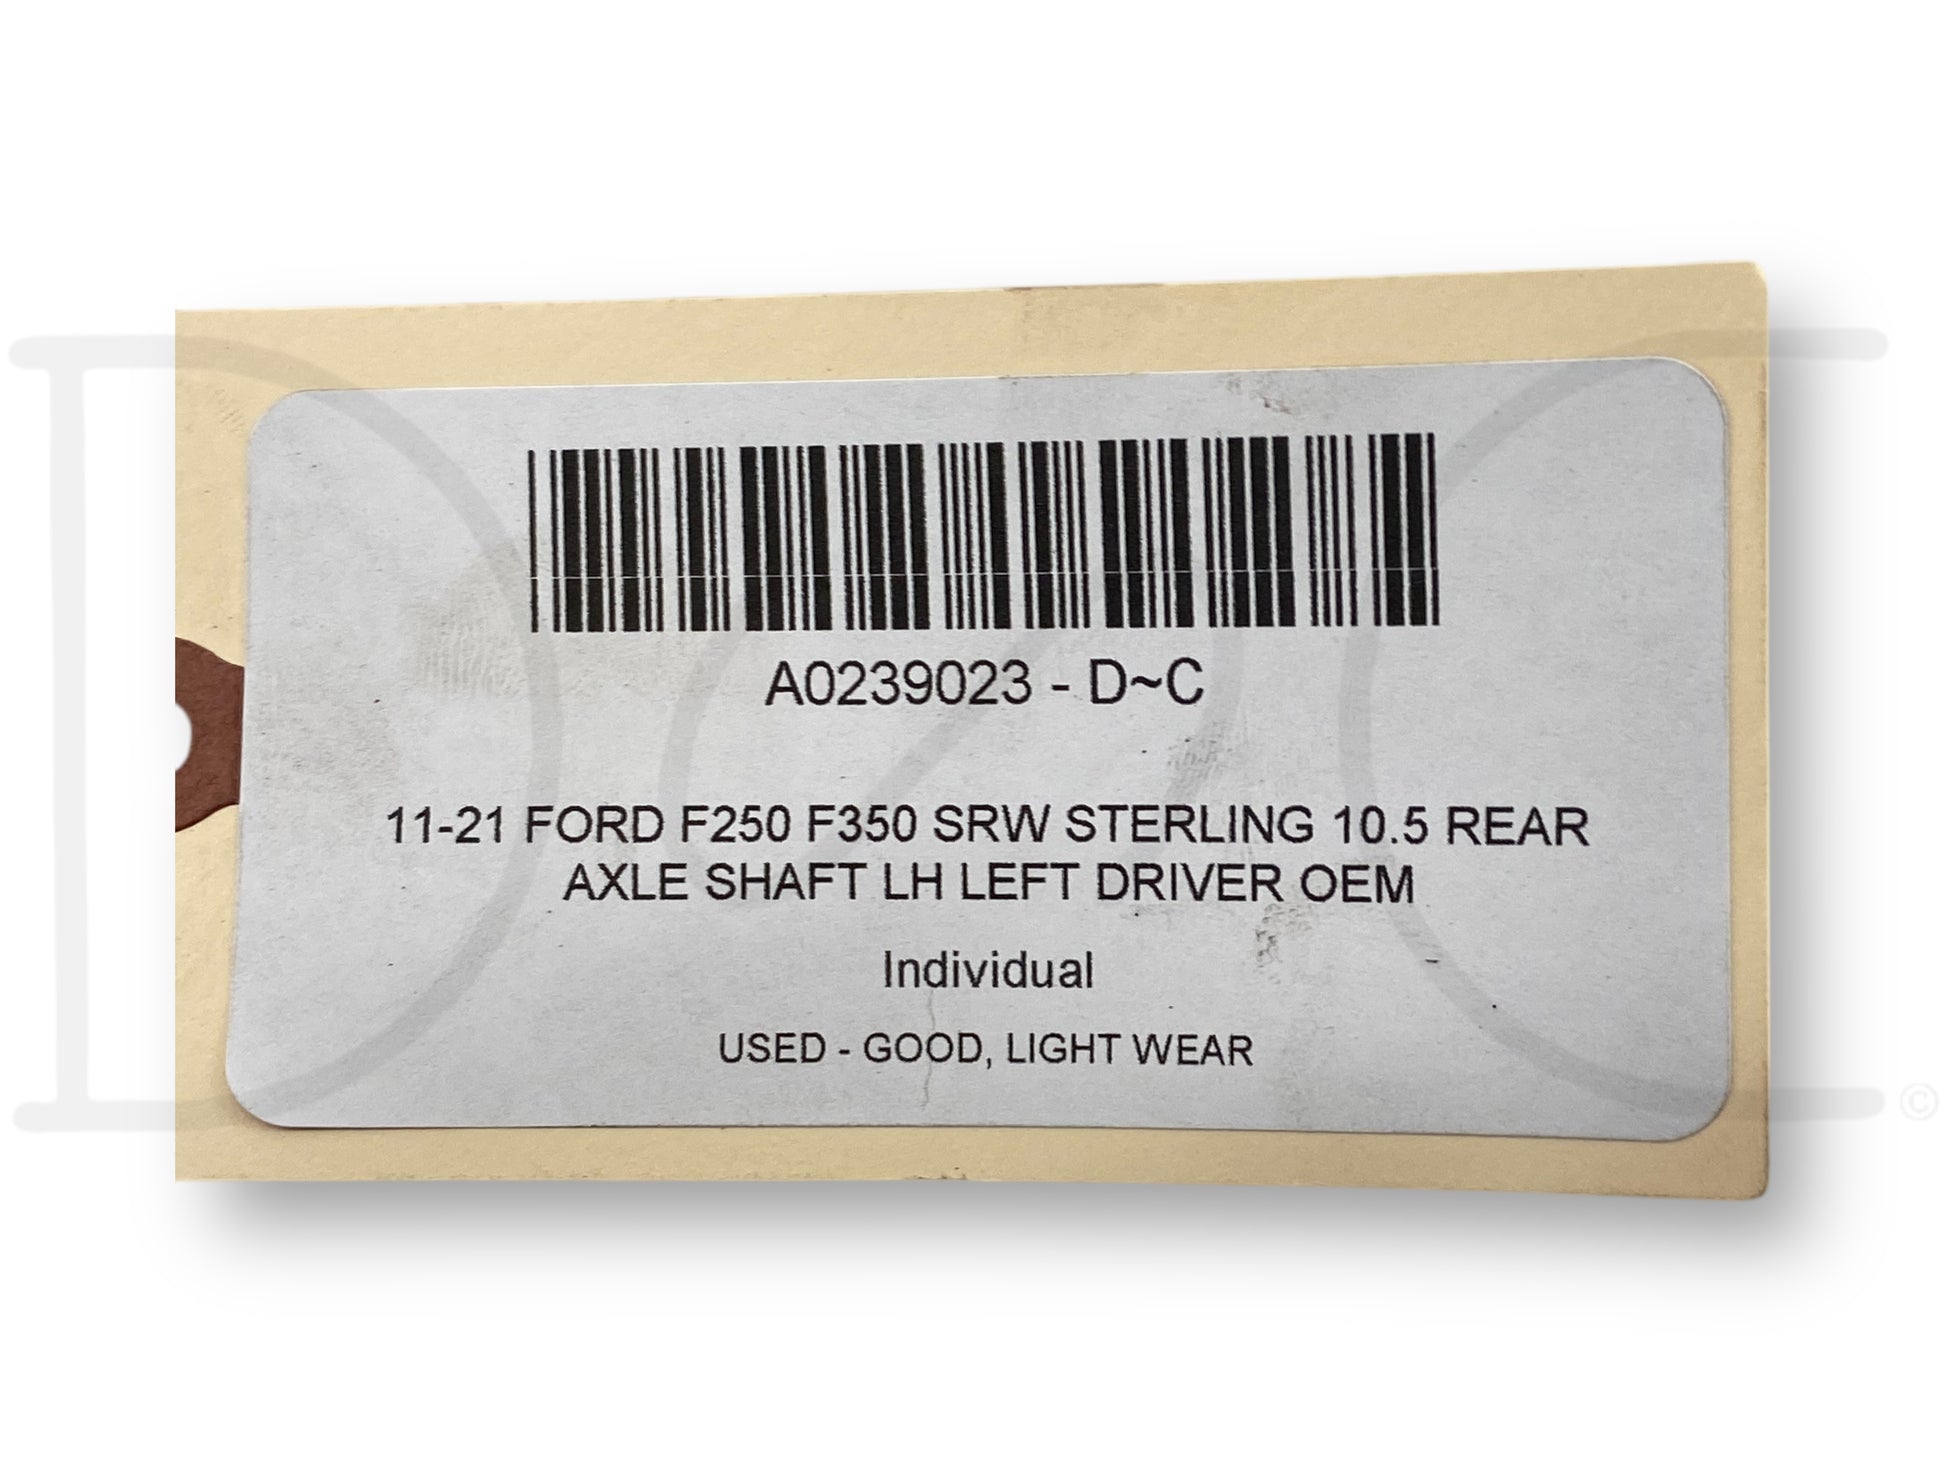 A0239023 - D~C
11-21 FORD F250 F350 SRW STERLING 10.5 REAR
AXLE SHAFT LH LEFT DRIVER OEM
Individual
USED - GOOD, LIGHT WEAR
©